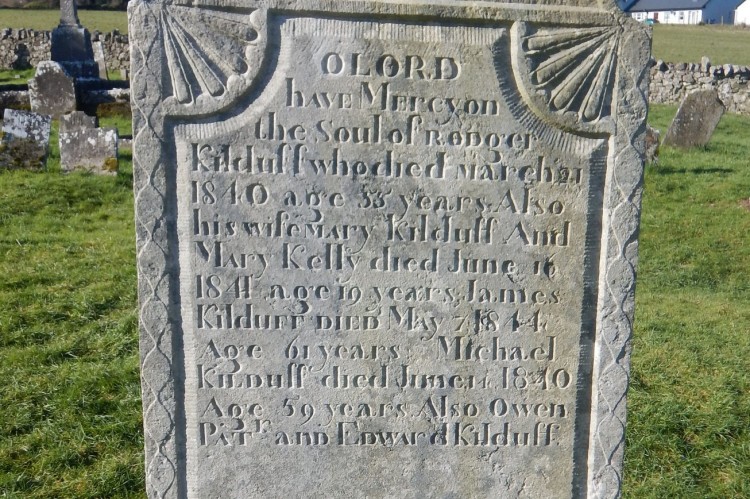 O LORD
have Mercy on
the Soul of Rodger
Kilduff who died March 21
1840 age 33 years Also
his wife Mary Kilduff And
Mary Kelly died June 16
1841 age 19 years James
Kilduff DIED May 7 1844
Age 61 years Michael
Kilduff died June 1840
Age 59 years Also Owen
PATk and Edward Kilduff